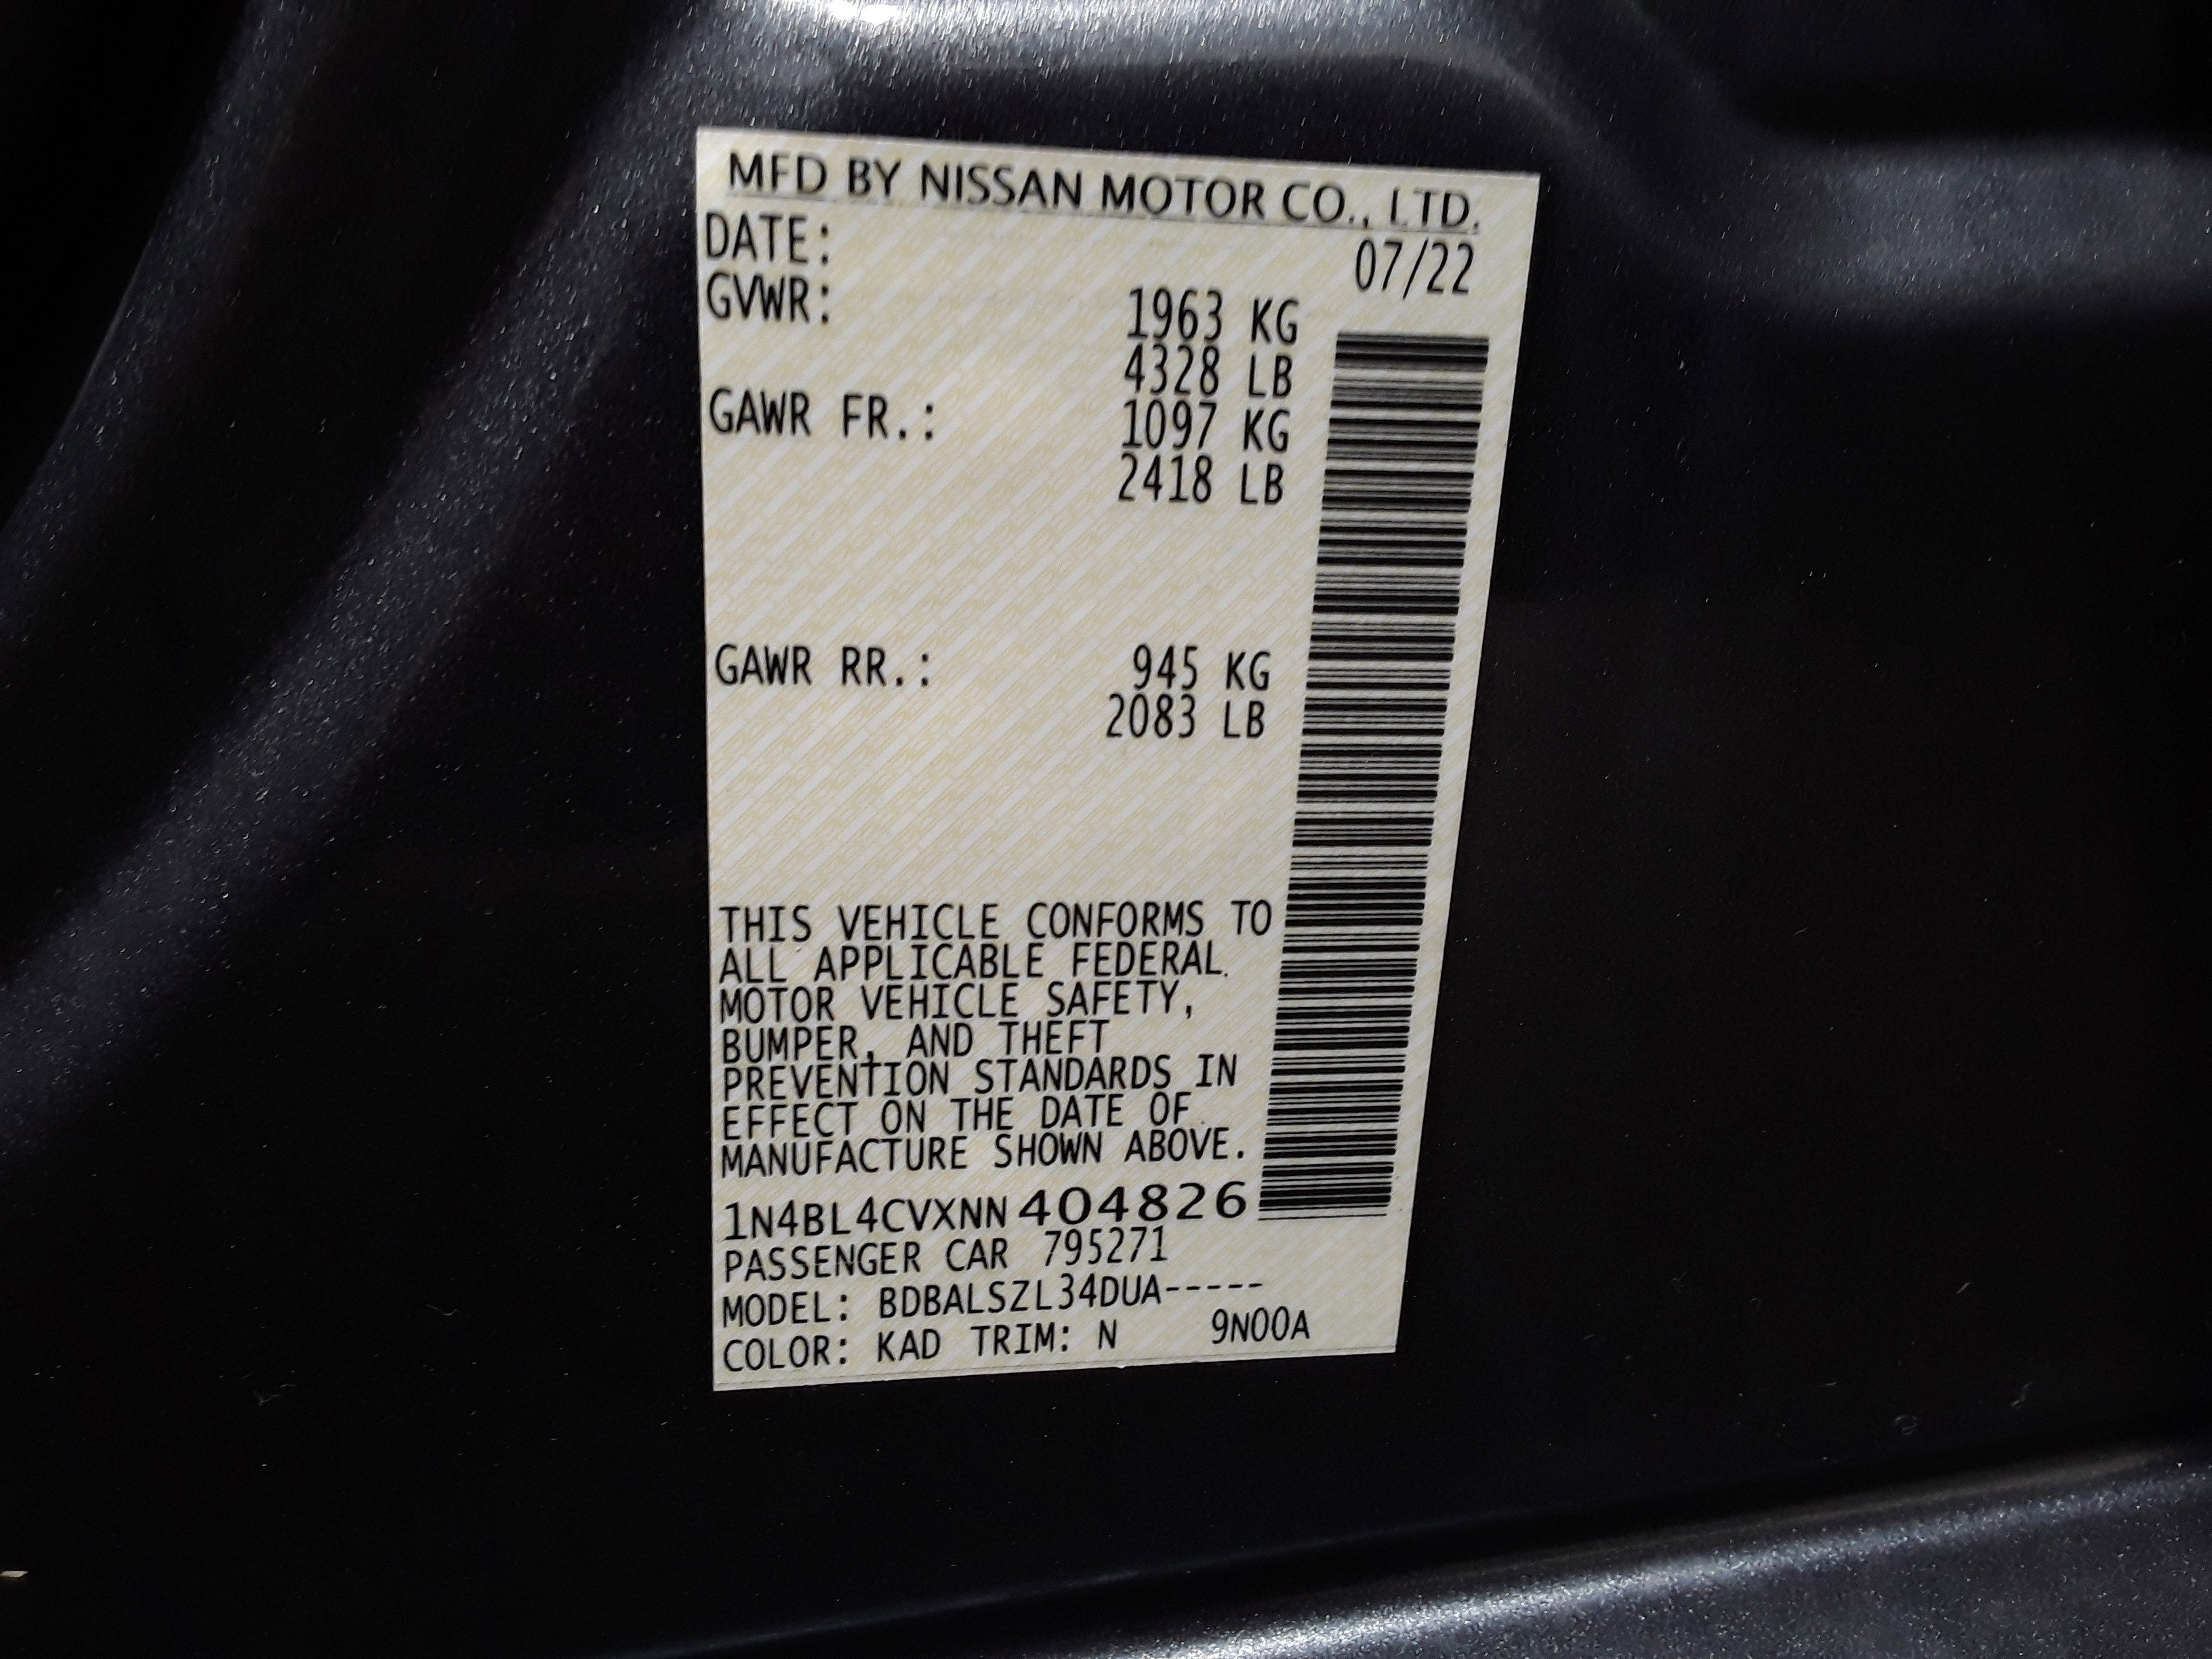 MFD BY NISSAN MOTOR CO., LTD.
DATE: 07/22
GVWR: 1963 KG
4328 LB
GAWR FR.: 1097 KG
2418 LB
GAWR RR.: 945 KG
2083 LB
THIS VEHICLE CONFORMS TO
ALL APPLICABLE FEDERAL
MOTOR VEHICLE SAFETY,
BUMPER, AND THEFT
PREVENTION STANDARDS IN
EFFECT ON THE DATE OF
MANUFACTURE SHOWN ABOVE.
1N4BL4CVXNN404826
PASSENGER CAR 795271
MODEL: BDBALSZL34DUA-----
COLOR: KAD TRIM: N 9N00A